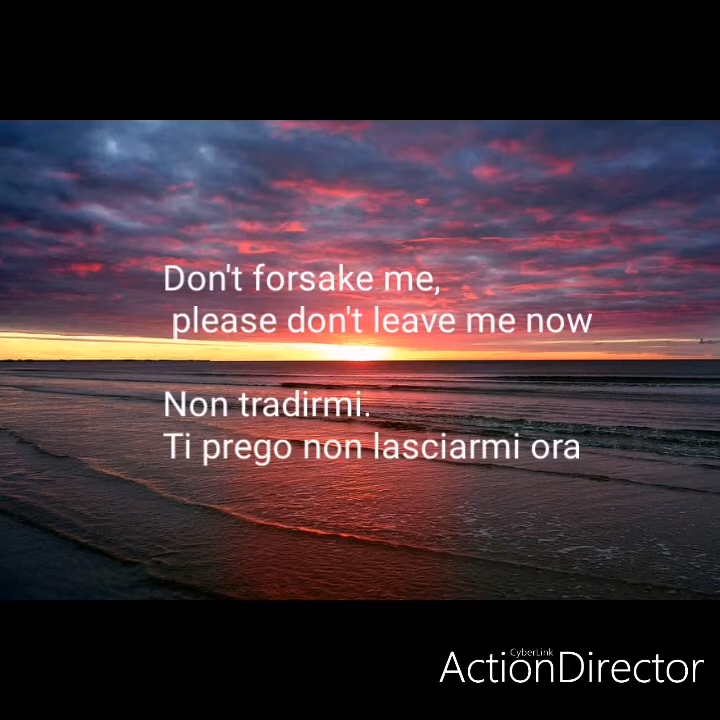 Don't forsake me,
please don't leave me now
Non tradirmi.
Ti prego non lasciarmi ora
CyberLink
ActionDirector